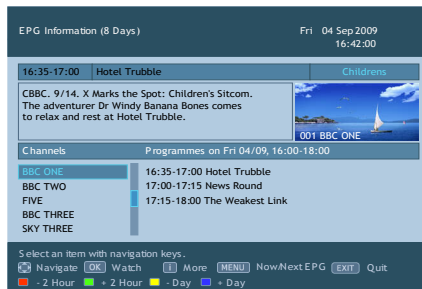 EPG Information (8 Days)
Fri 04 Sep 2009
16:42:00
16:35-17:00 Hotel Trubble Childrens
CBBC. 9/14. X Marks the Spot: Children's Sitcom.
The adventurer Dr Windy Banana Bones comes
to relax and rest at Hotel Trubble.
001 BBC ONE
Channels Programmes on Fri 04/09, 16:00-18:00
BBC ONE
BBC TWO
FIVE
BBC THREE
SKY THREE
16:35-17:00 Hotel Trubble
17:00-17:15 News Round
17:15-18:00 The Weakest Link
Select an item with navigation keys.
Navigate OK Watch i More MENU Now/Next EPG EXIT Quit
- 2 Hour + 2 Hour - Day + Day